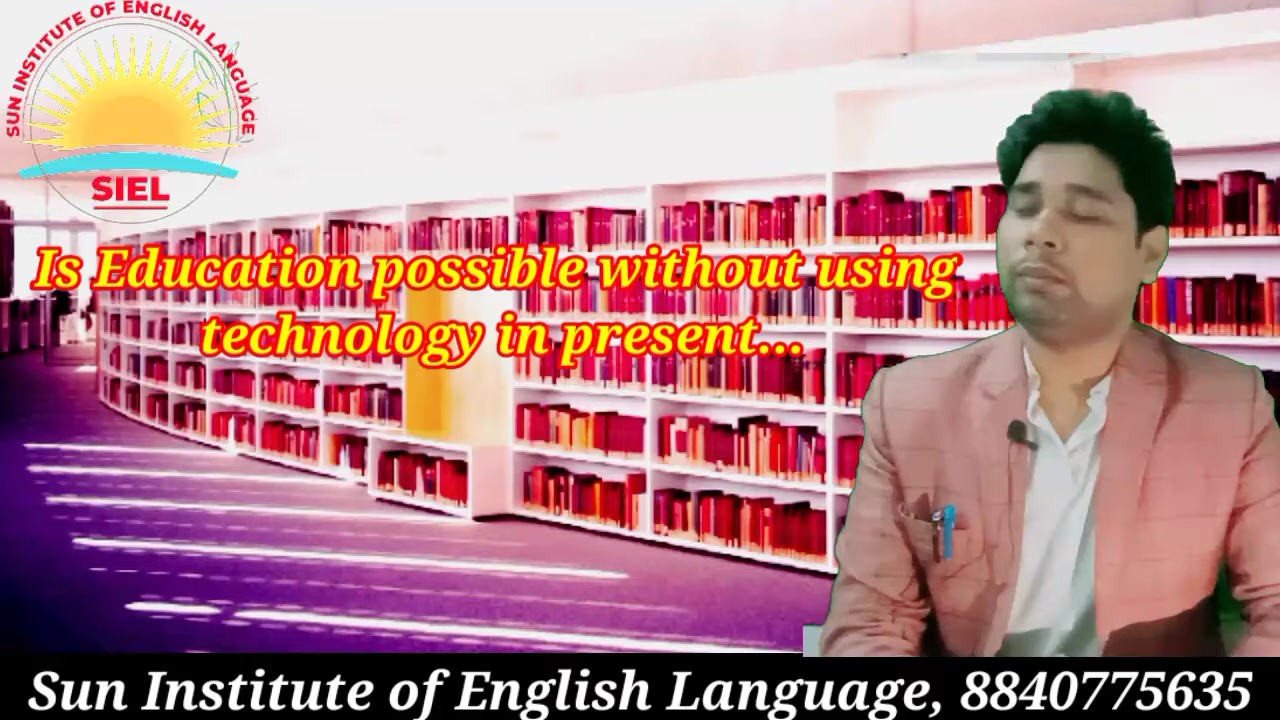 SUN INSTITUTE OF ENGLISH LANGUAGE
SIEL
Is Education possible without using
technology in present...
Sun Institute of English Language, 8840775635